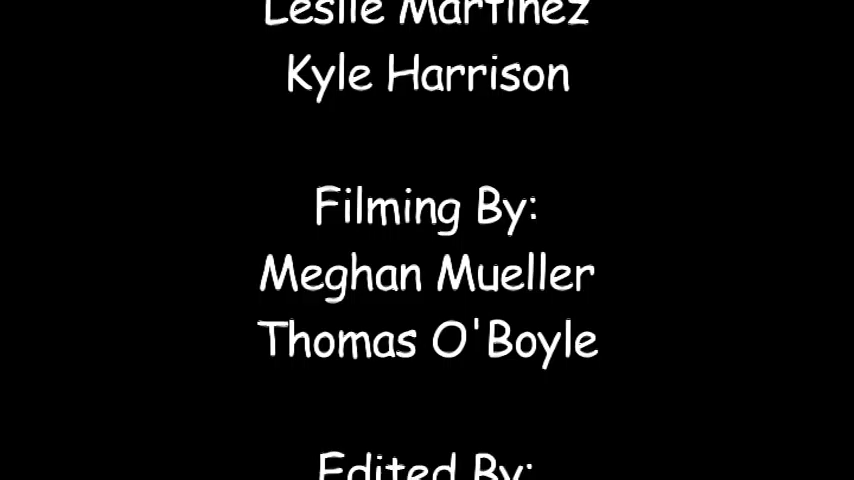 Leslie Martinez
Kyle Harrison
Filming By:
Meghan Mueller
Thomas O'Boyle
Edited By: